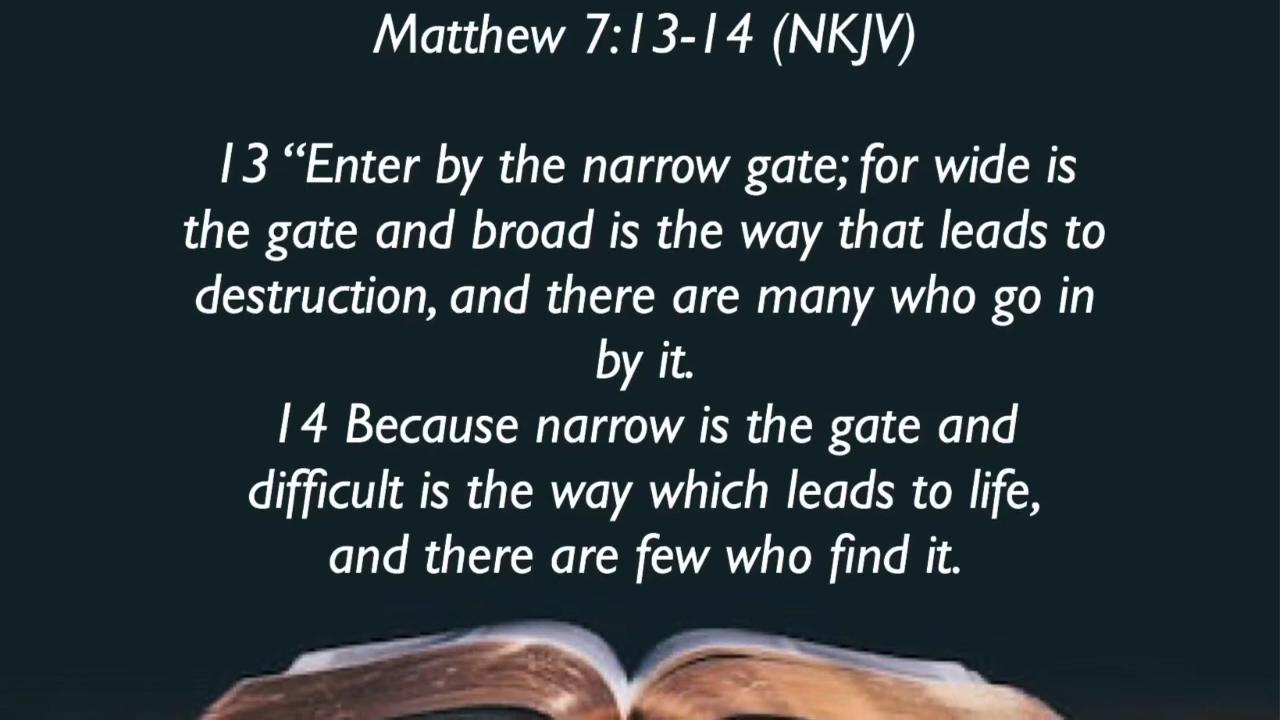 Matthew 7:13-14 (NKJV)
13 “Enter by the narrow gate; for wide is
the gate and broad is the way that leads to
destruction, and there are many who go in
by it.
14 Because narrow is the gate and
difficult is the way which leads to life,
and there are few who find it.